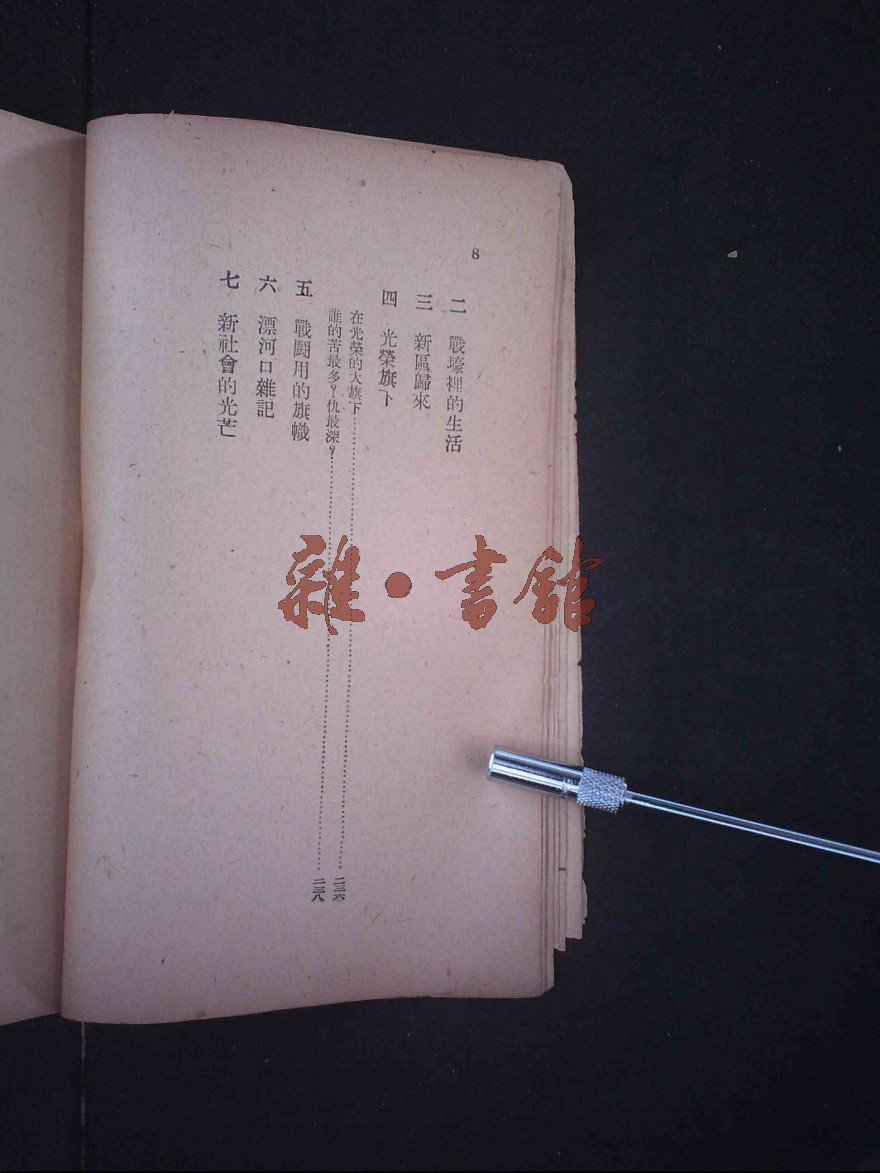 8
二 戰壕裡的生活
三 新區歸來
四 光榮旗下
在光榮的大旗下……二三六
誰的苦最多？仇最深？……二三八
五 戰鬪用的旗幟
六 漂河口雜記
七 新社會的光芒
雜·書館